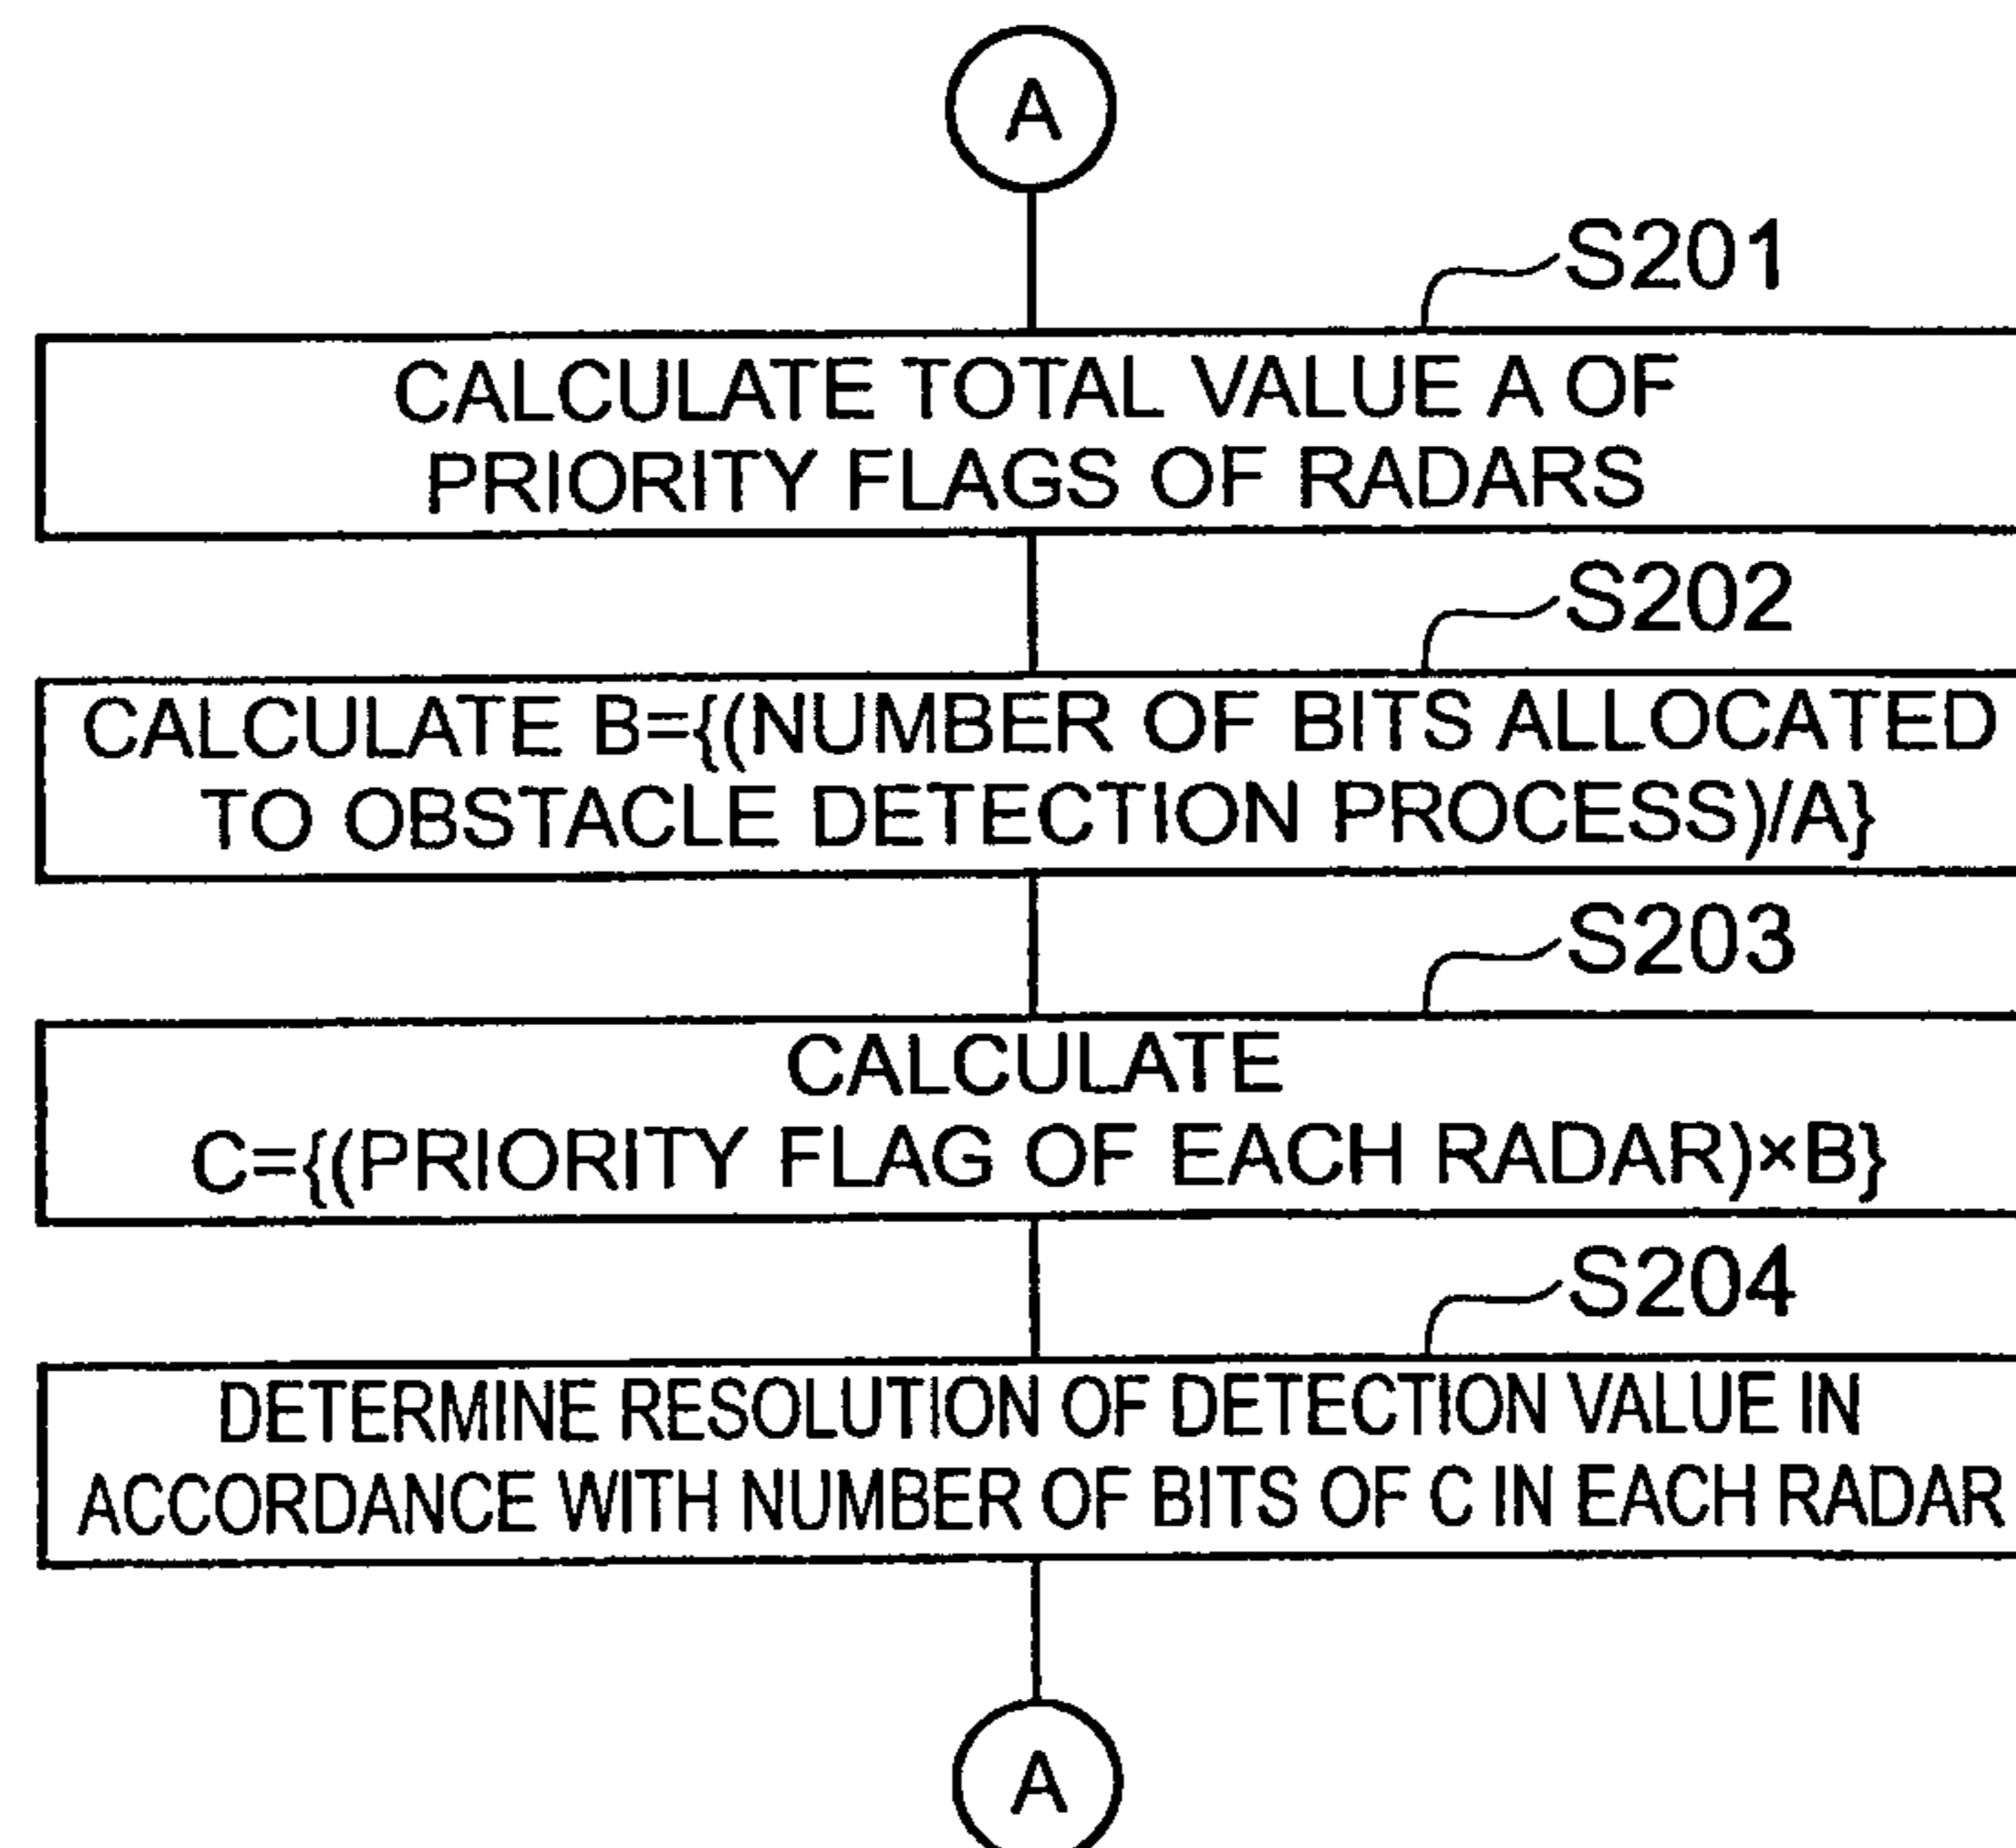 A
S201
CALCULATE TOTAL VALUE A OF
PRIORITY FLAGS OF RADARS
S202
CALCULATE B={(NUMBER OF BITS ALLOCATED
TO OBSTACLE DETECTION PROCESS)/A}
S203
CALCULATE
C={(PRIORITY FLAG OF EACH RADAR)×B}
S204
DETERMINE RESOLUTION OF DETECTION VALUE IN
ACCORDANCE WITH NUMBER OF BITS OF C IN EACH RADAR
A